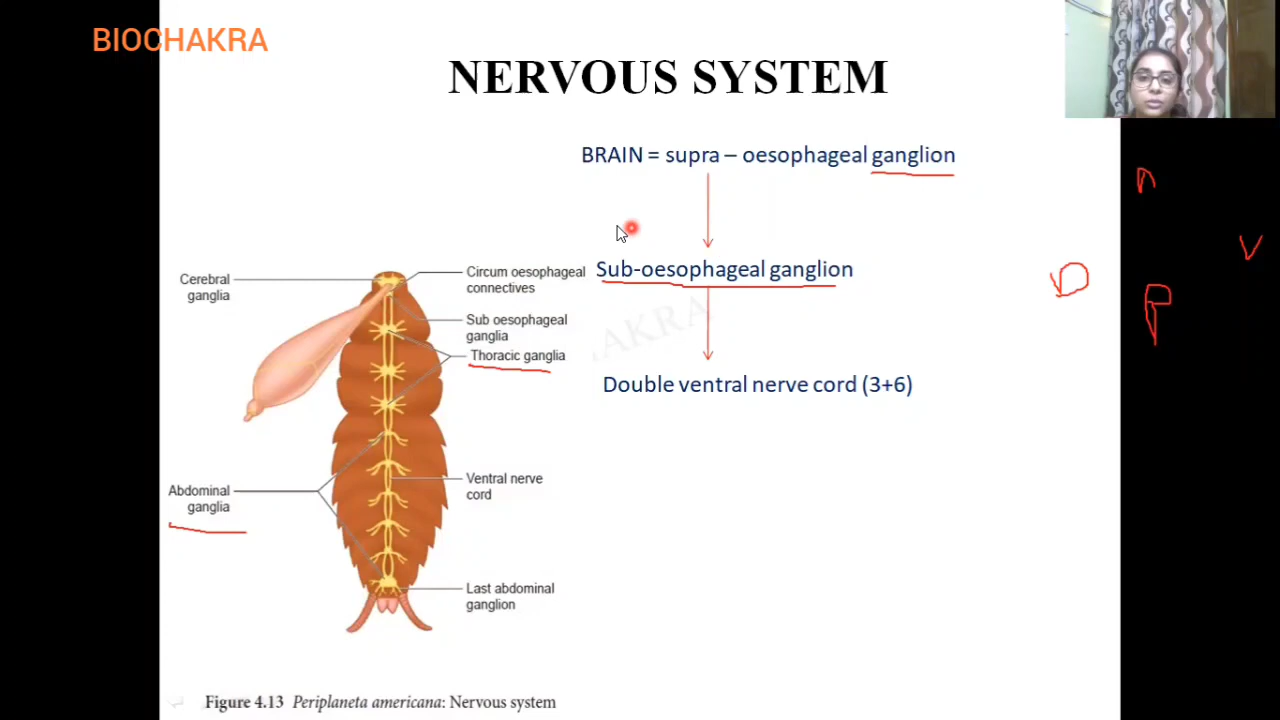 BIOCHAKRA
NERVOUS SYSTEM
BRAIN = supra – oesophageal ganglion
Sub-oesophageal ganglion
Double ventral nerve cord (3+6)
Cerebral
ganglia
Circum oesophageal
connectives
Sub oesophageal
ganglia
Thoracic ganglia
Abdominal
ganglia
Ventral nerve
cord
Last abdominal
ganglion
Figure 4.13 Periplaneta americana: Nervous system
n
V
D
P